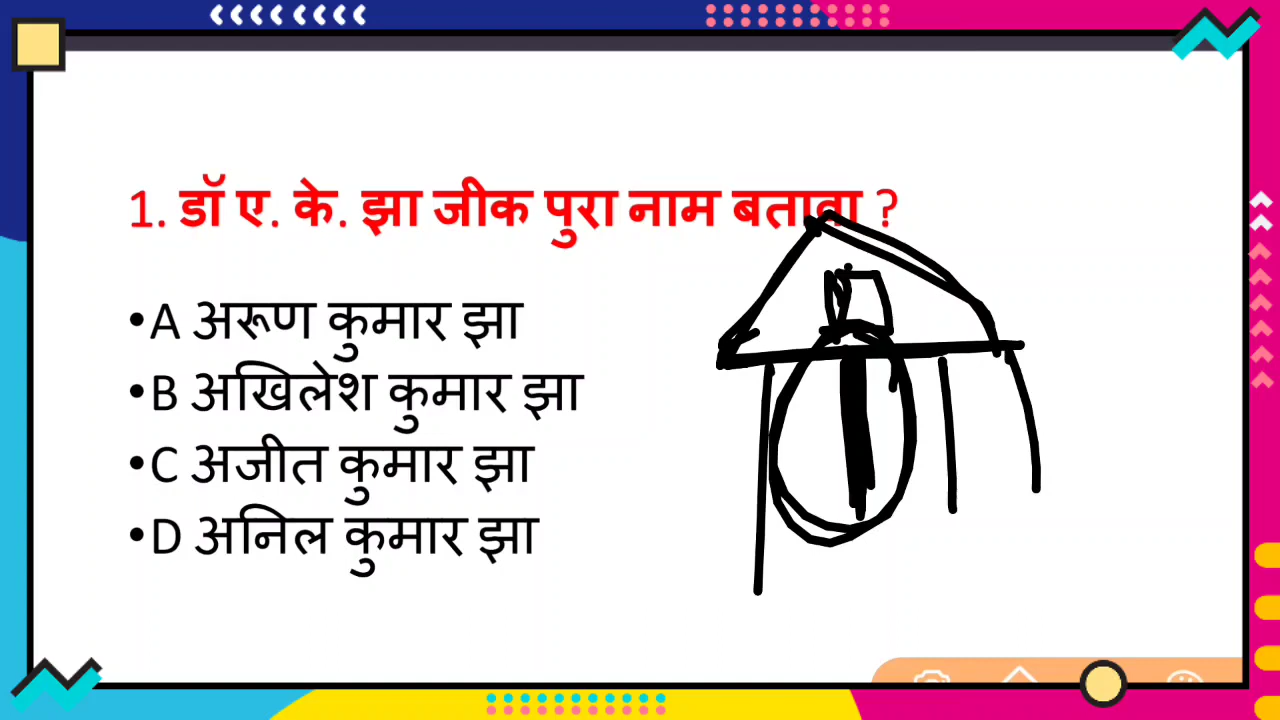 1. डॉ ए. के. झा जीक पुरा नाम बतावा ?
•A अरूण कुमार झा
•B अखिलेश कुमार झा
•C अजीत कुमार झा
•D अनिल कुमार झा